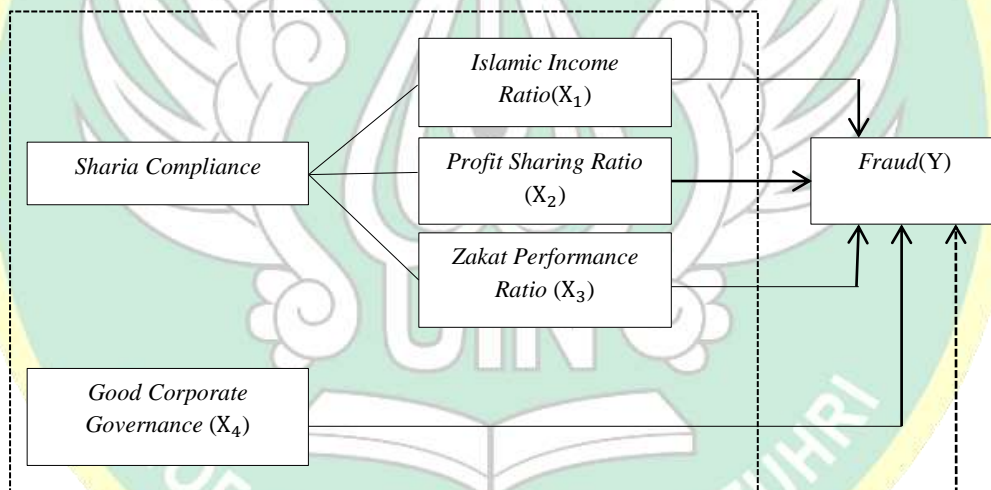 Islamic Income
Ratio(X₁)
Sharia Compliance
Profit Sharing Ratio
(X₂)
Fraud(Y)
Zakat Performance
Ratio (X₃)
Good Corporate
Governance (X₄)
UIN